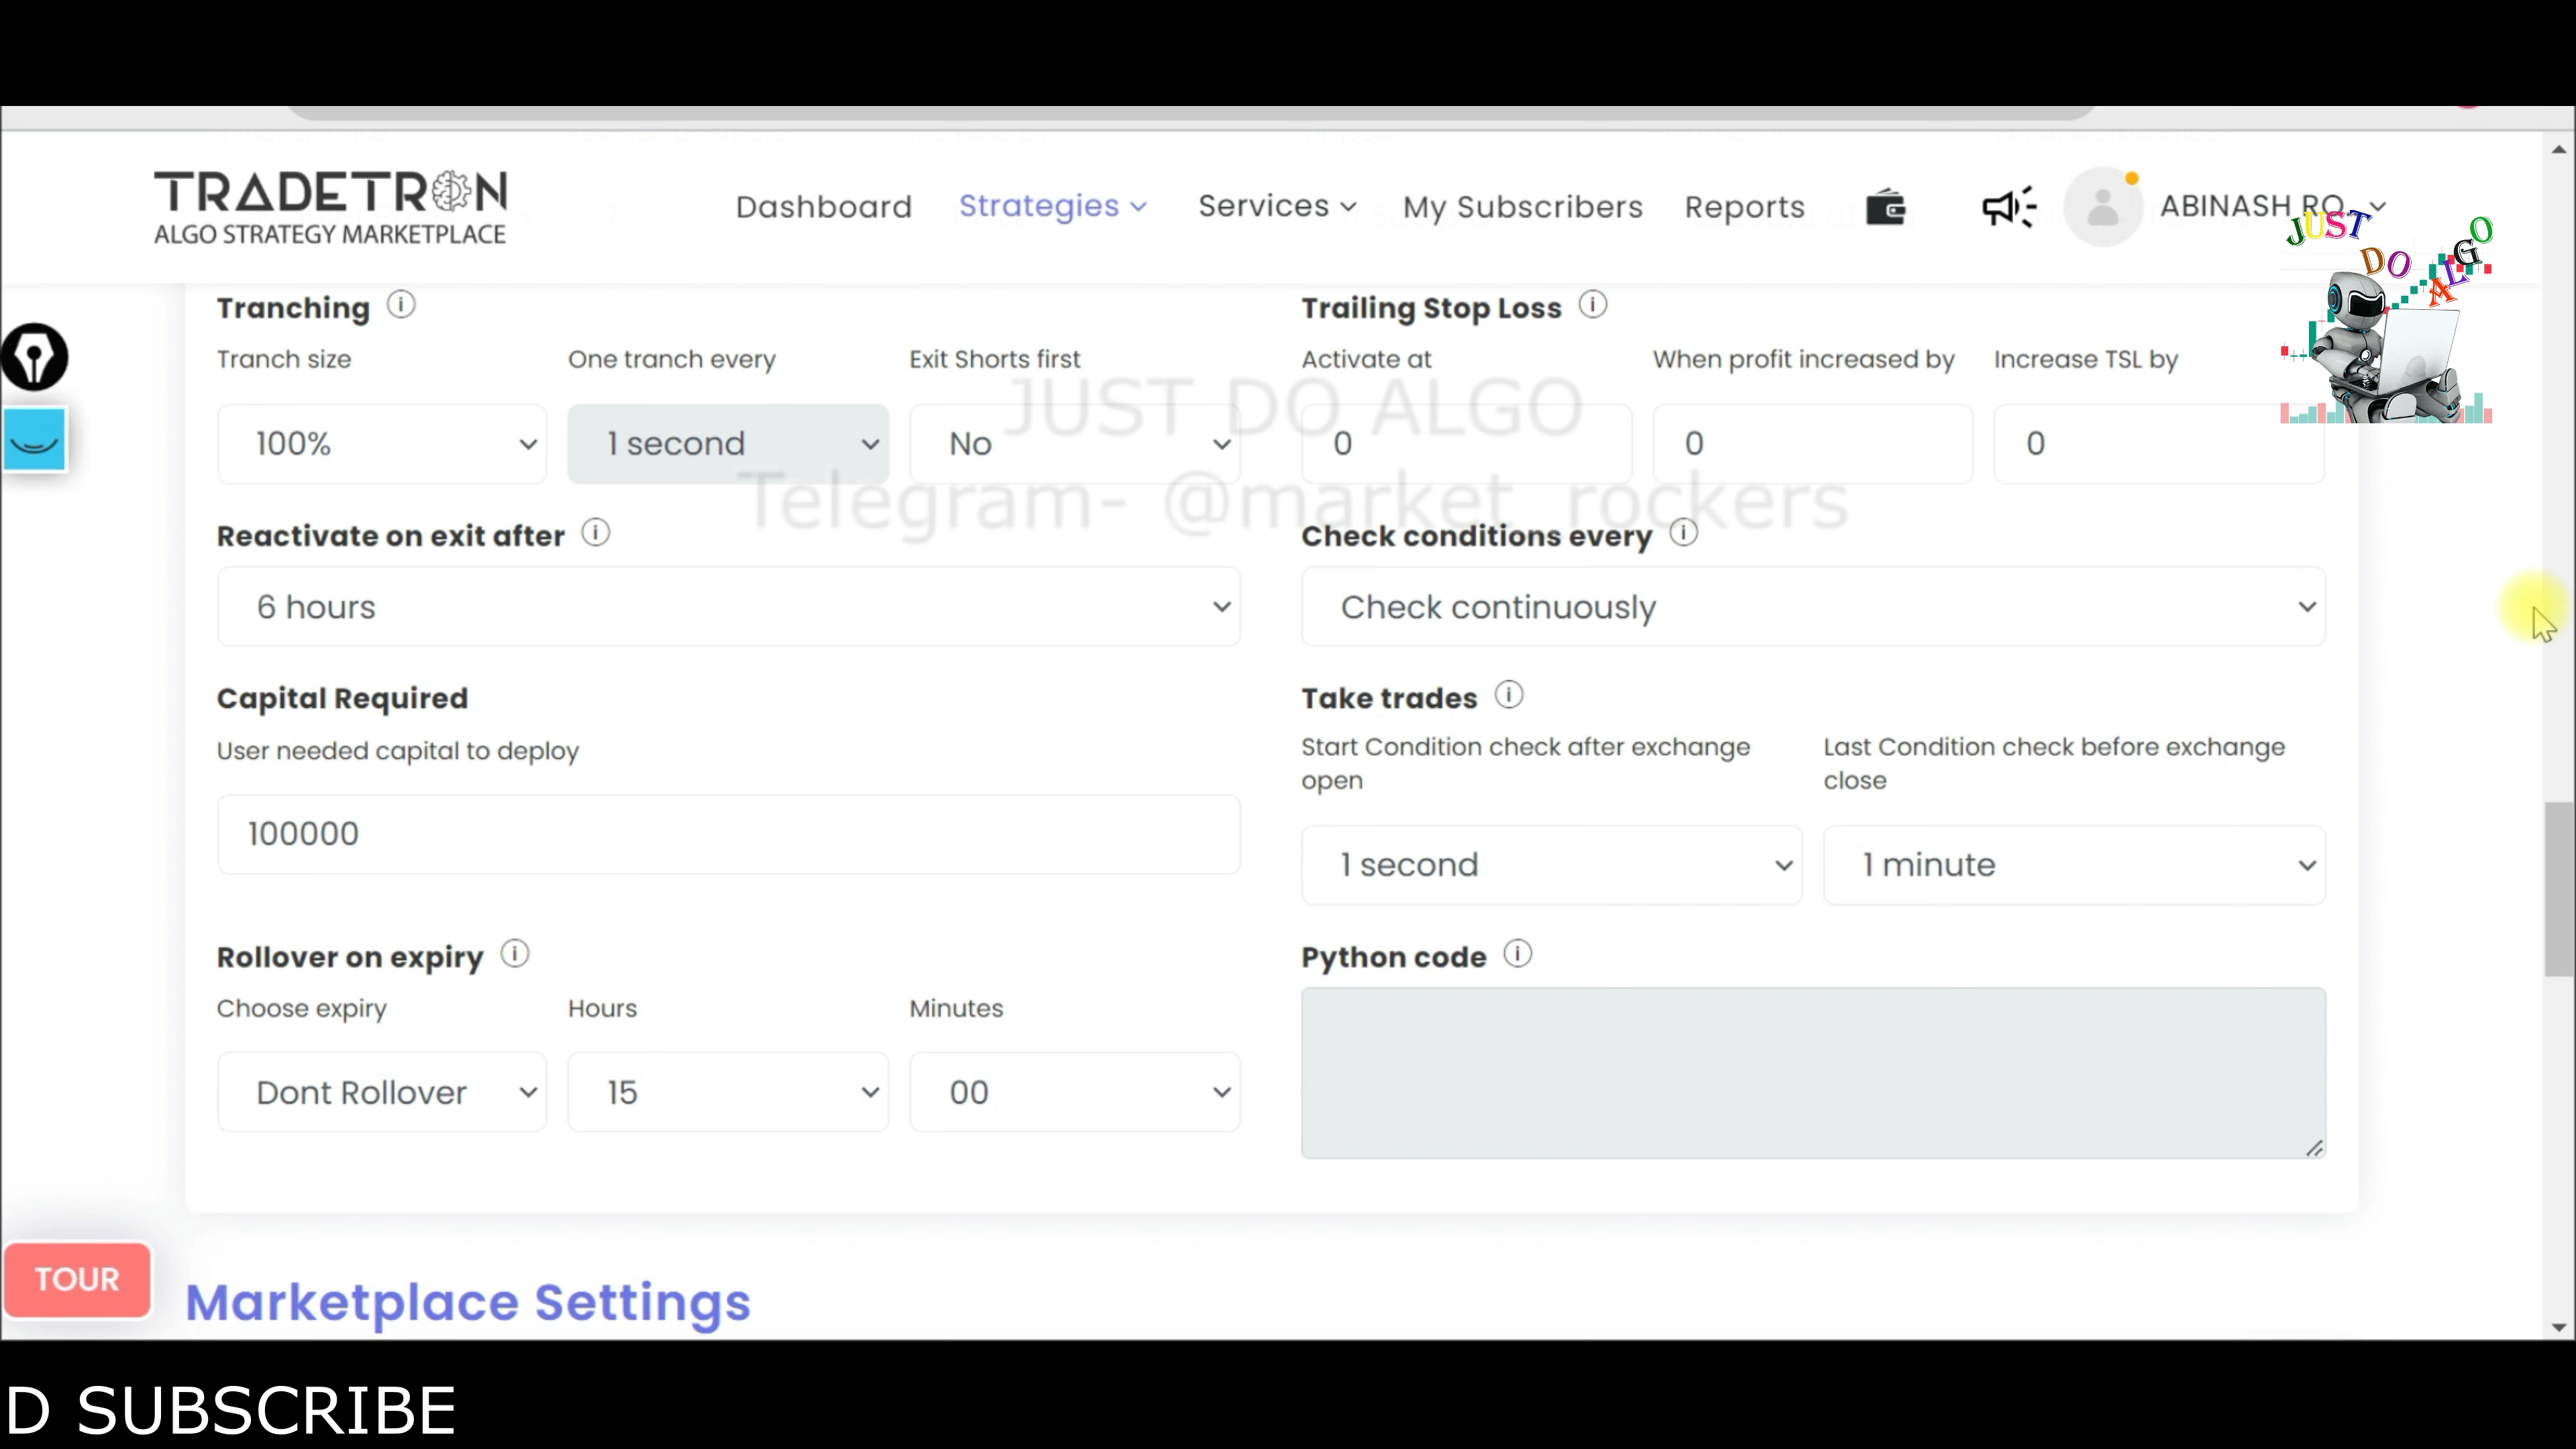 TRADETRON
ALGO STRATEGY MARKETPLACE
Dashboard Strategies Services My Subscribers Reports ABINASH RO
JUST
DO ALGO
Tranching
Trailing Stop Loss
Tranch size One tranch every Exit Shorts first
Activate at When profit increased by Increase TSL by
JUST DO ALGO
100% 1 second No
0 0 0
Telegram- @market_rockers
Reactivate on exit after
Check conditions every
6 hours
Check continuously
Capital Required
Take trades
User needed capital to deploy
Start Condition check after exchange
open
Last Condition check before exchange
close
100000
1 second
1 minute
Rollover on expiry
Python code
Choose expiry Hours Minutes
Dont Rollover 15 00
TOUR
Marketplace Settings
D SUBSCRIBE